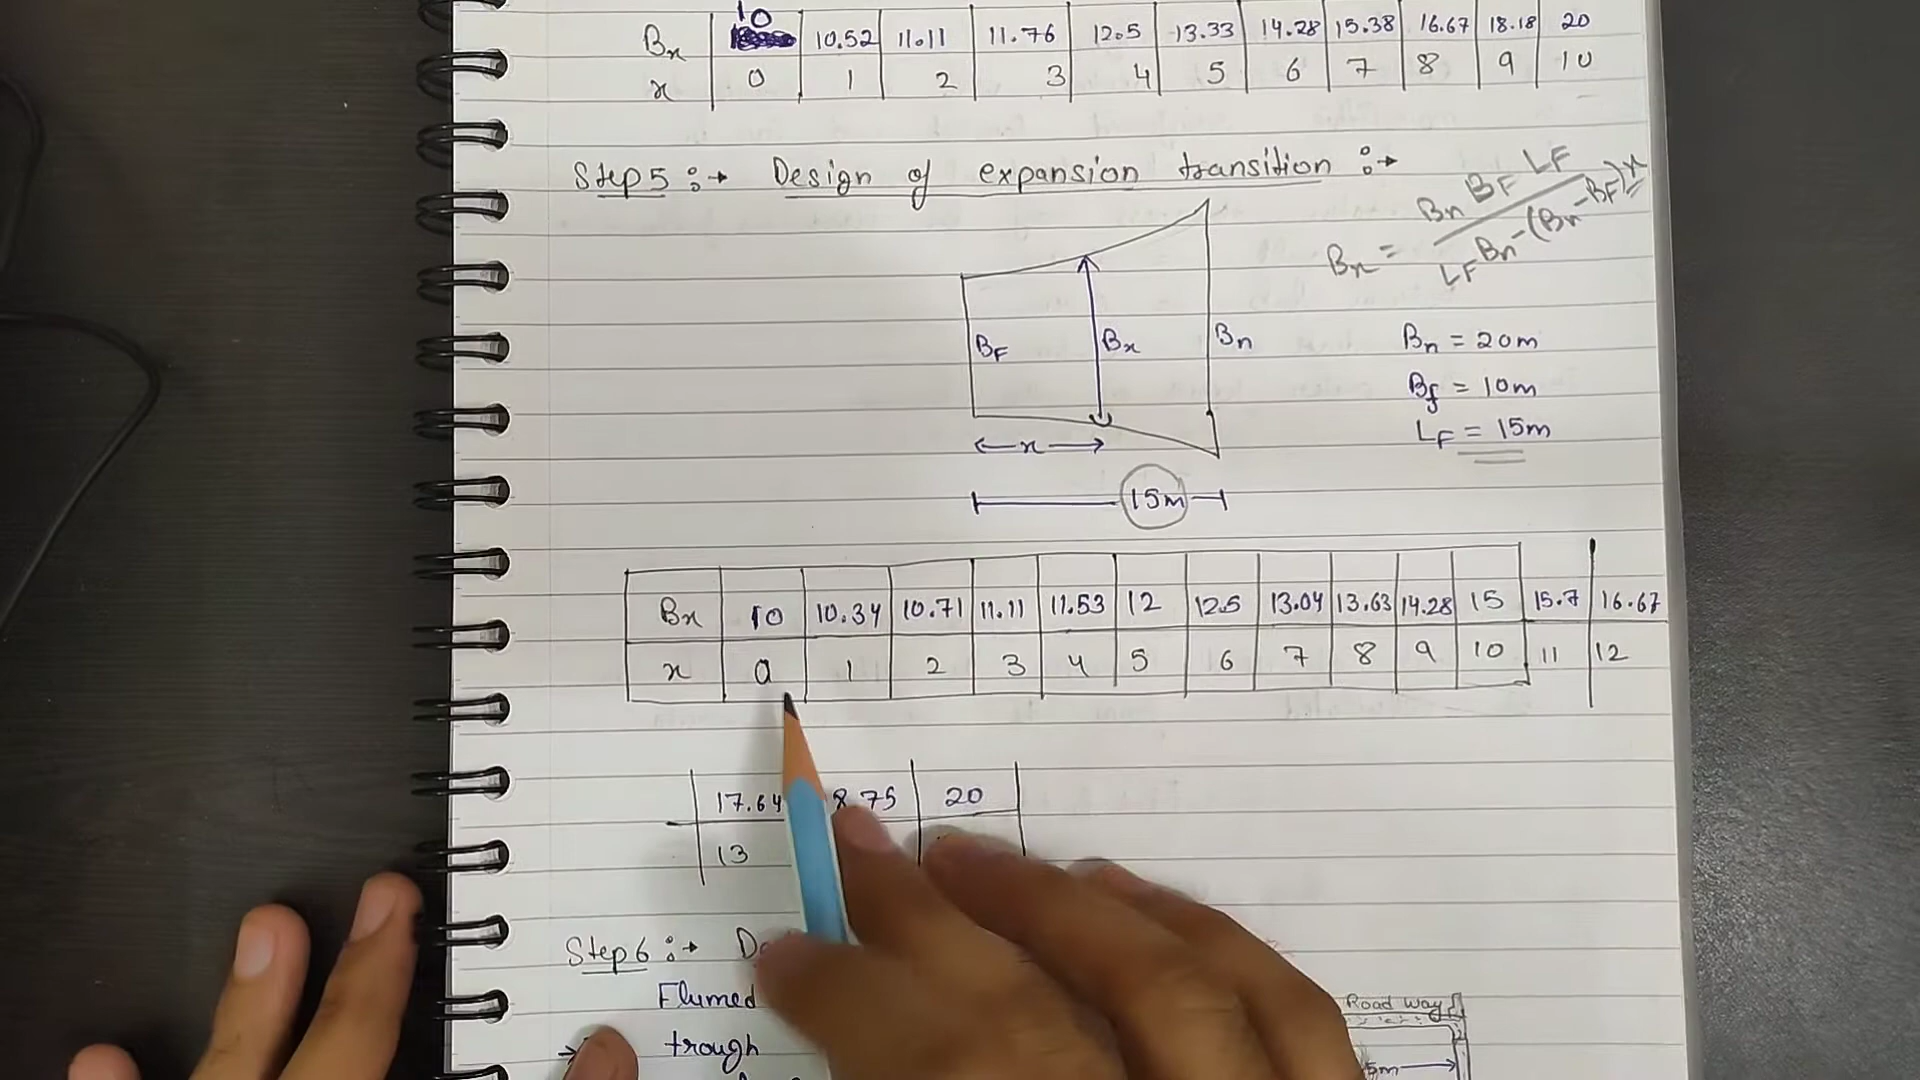 Bx 10 10.52 11.11 11.76 12.5 13.33 14.28 15.38 16.67 18.18 20
x 0 1 2 3 4 5 6 7 8 9 10
Step 5 :→ Design of expansion transition :→
Bx = Bn BF LF / LF Bn - (Bn - BF) x
BF Bx Bn
x
15m
Bn = 20m
Bf = 10m
LF = 15m
Bx 10 10.34 10.71 11.11 11.53 12 12.5 13.04 13.63 14.28 15 15.7 16.67
x 0 1 2 3 4 5 6 7 8 9 10 11 12
17.64 8.75 20
13
Step 6 :→
Flumed
trough
Road way
5m